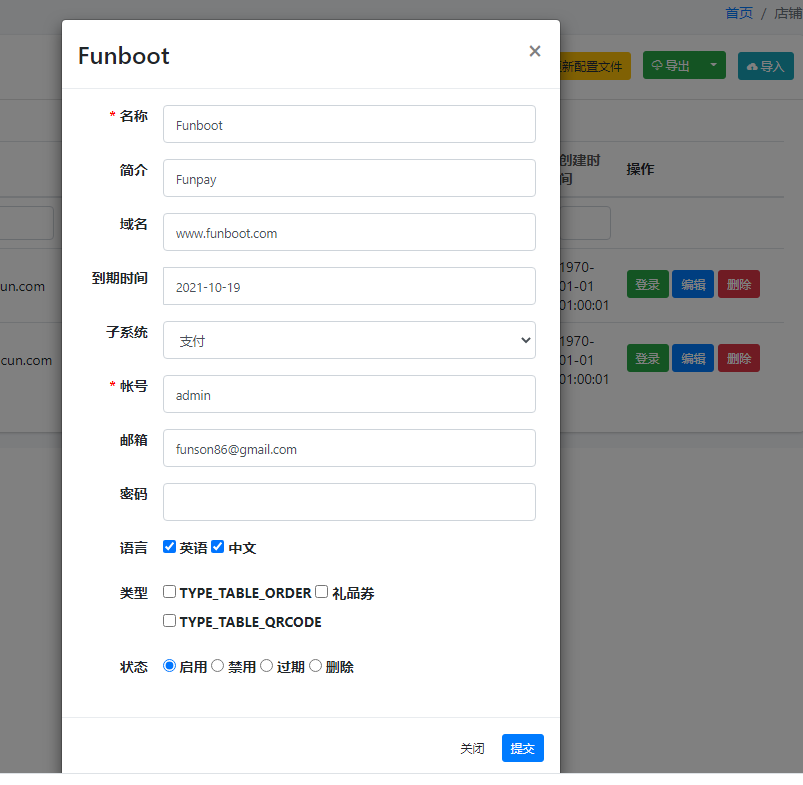 首页 / 店铺
Funboot ×
新配置文件 导出 导入
* 名称 Funboot
简介 Funpay
创建时间 操作
域名 www.funboot.com
到期时间 2021-10-19
un.com 1970-01-01 01:00:01 登录 编辑 删除
子系统 支付
cun.com 1970-01-01 01:00:01 登录 编辑 删除
* 帐号 admin
邮箱 funson86@gmail.com
密码
语言 英语 中文
类型 TYPE_TABLE_ORDER 礼品券
TYPE_TABLE_QRCODE
状态 启用 禁用 过期 删除
关闭 提交